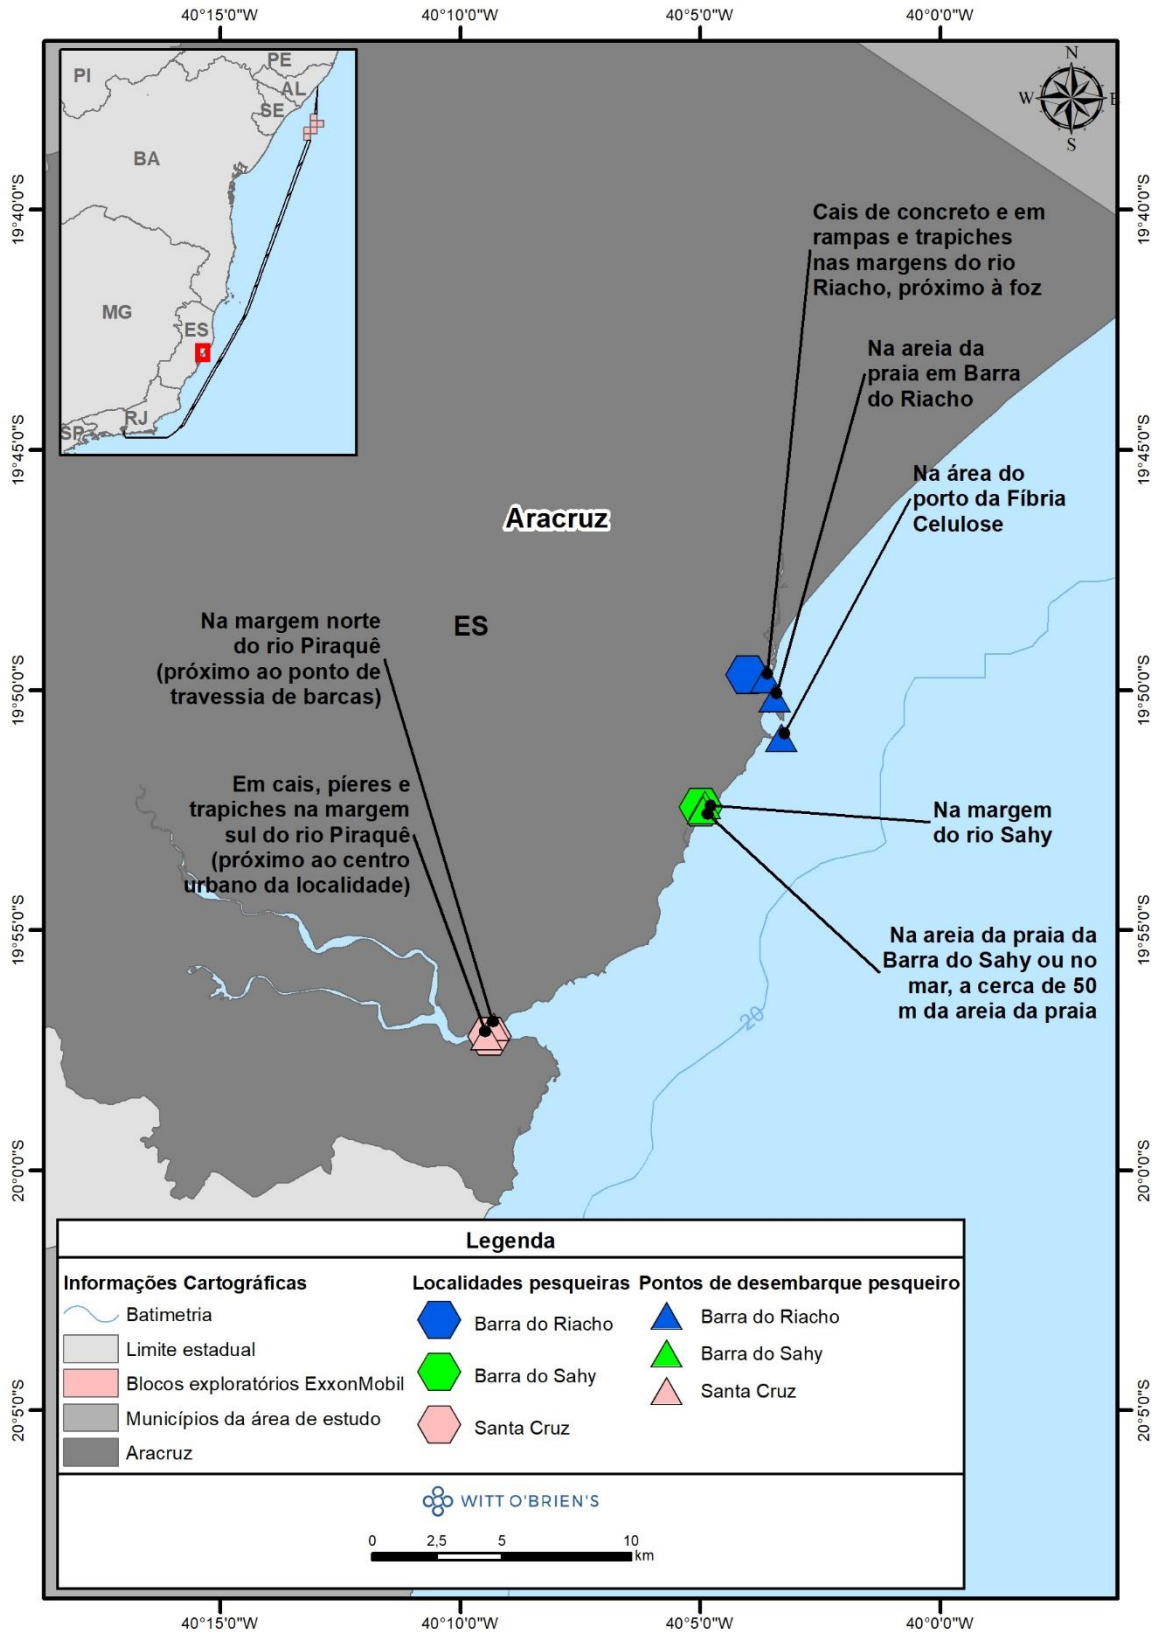 40°15'0"W
40°10'0"W
40°5'0"W
40°0'0"W
PI
PE
AL
SE
BA
MG
ES
RJ
SP
N
W
E
S
19°40'0"S
19°40'0"S
Cais de concreto e em
rampas e trapiches
nas margens do rio
Riacho, próximo à foz
Na areia da
praia em Barra
do Riacho
19°45'0"S
19°45'0"S
Na área do
porto da Fíbria
Celulose
Aracruz
ES
Na margem norte
do rio Piraquê
(próximo ao ponto de
travessia de barcas)
19°50'0"S
19°50'0"S
Em cais, píeres e
trapiches na margem
sul do rio Piraquê
(próximo ao centro
urbano da localidade)
Na margem
do rio Sahy
19°55'0"S
19°55'0"S
Na areia da praia da
Barra do Sahy ou no
mar, a cerca de 50
m da areia da praia
20
20°0'0"S
20°0'0"S
Legenda
Informações Cartográficas
Batimetria
Limite estadual
Blocos exploratórios ExxonMobil
Municípios da área de estudo
Aracruz
Localidades pesqueiras
Barra do Riacho
Barra do Sahy
Santa Cruz
Pontos de desembarque pesqueiro
Barra do Riacho
Barra do Sahy
Santa Cruz
20°5'0"S
20°5'0"S
WITT O'BRIEN'S
0 2,5 5 10
km
40°15'0"W
40°10'0"W
40°5'0"W
40°0'0"W